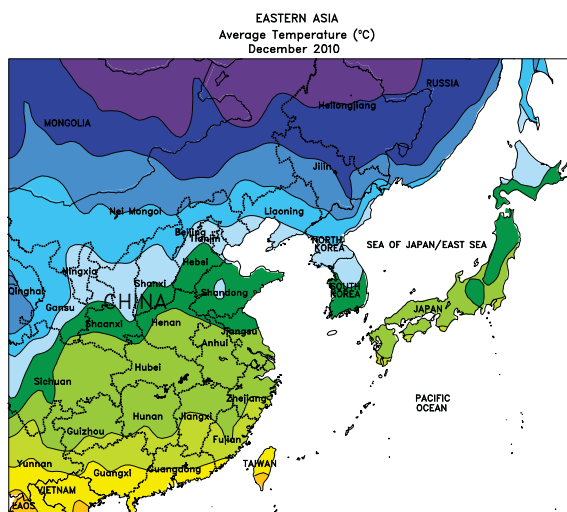 EASTERN ASIA
Average Temperature (°C)
December 2010
RUSSIA
Heilongjiang
MONGOLIA
Jilin
Nei Mongol
Liaoning
Beijing
Tianjin
NORTH
KOREA
SEA OF JAPAN/EAST SEA
Hebei
Ningxia
Shanxi
Qinghai
Shandong
SOUTH
KOREA
CHINA
Gansu
JAPAN
Shaanxi
Henan
Jiangsu
Anhui
Hubei
Sichuan
Zhejiang
PACIFIC
OCEAN
Hunan
Jiangxi
Guizhou
Fujian
Yunnan
Guangxi
Guangdong
TAIWAN
VIETNAM
LAOS